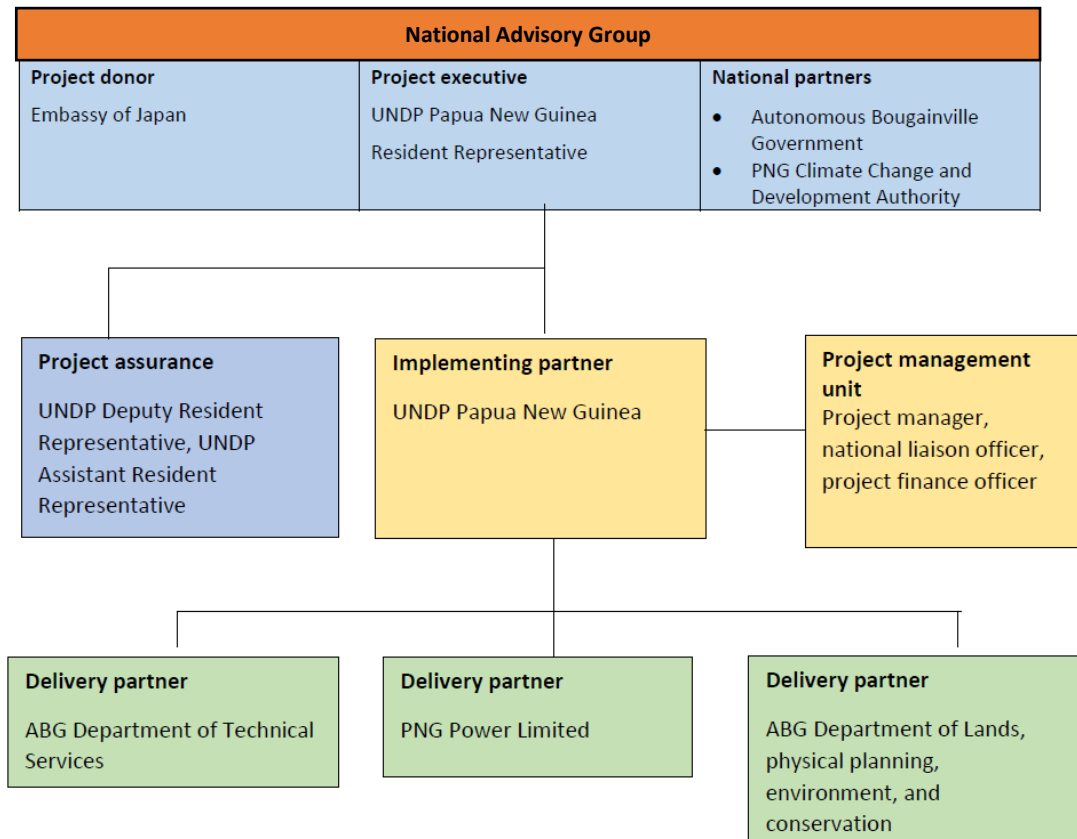 National Advisory Group
Project donor
Embassy of Japan
Project executive
UNDP Papua New Guinea
Resident Representative
National partners
• Autonomous Bougainville
Government
• PNG Climate Change and
Development Authority
Project assurance
UNDP Deputy Resident
Representative, UNDP
Assistant Resident
Representative
Implementing partner
UNDP Papua New Guinea
Project management
unit
Project manager,
national liaison officer,
project finance officer
Delivery partner
ABG Department of Technical
Services
Delivery partner
PNG Power Limited
Delivery partner
ABG Department of Lands,
physical planning,
environment, and
conservation